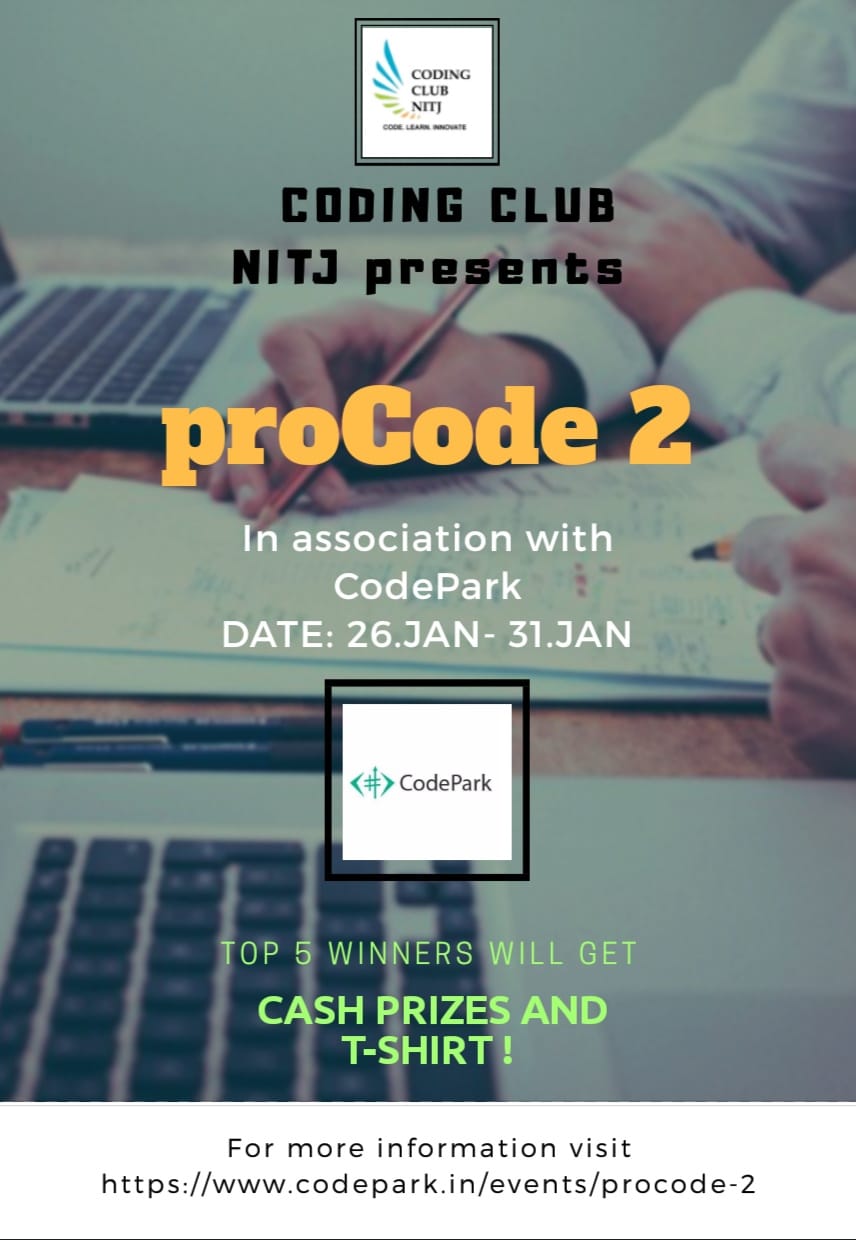 CODING
CLUB
NITJ
CODE. LEARN. INNOVATE
CODING CLUB
NITJ presents
proCode 2
In association with
CodePark
DATE: 26.JAN- 31.JAN
CodePark
TOP 5 WINNERS WILL GET
CASH PRIZES AND
T-SHIRT !
For more information visit
https://www.codepark.in/events/procode-2